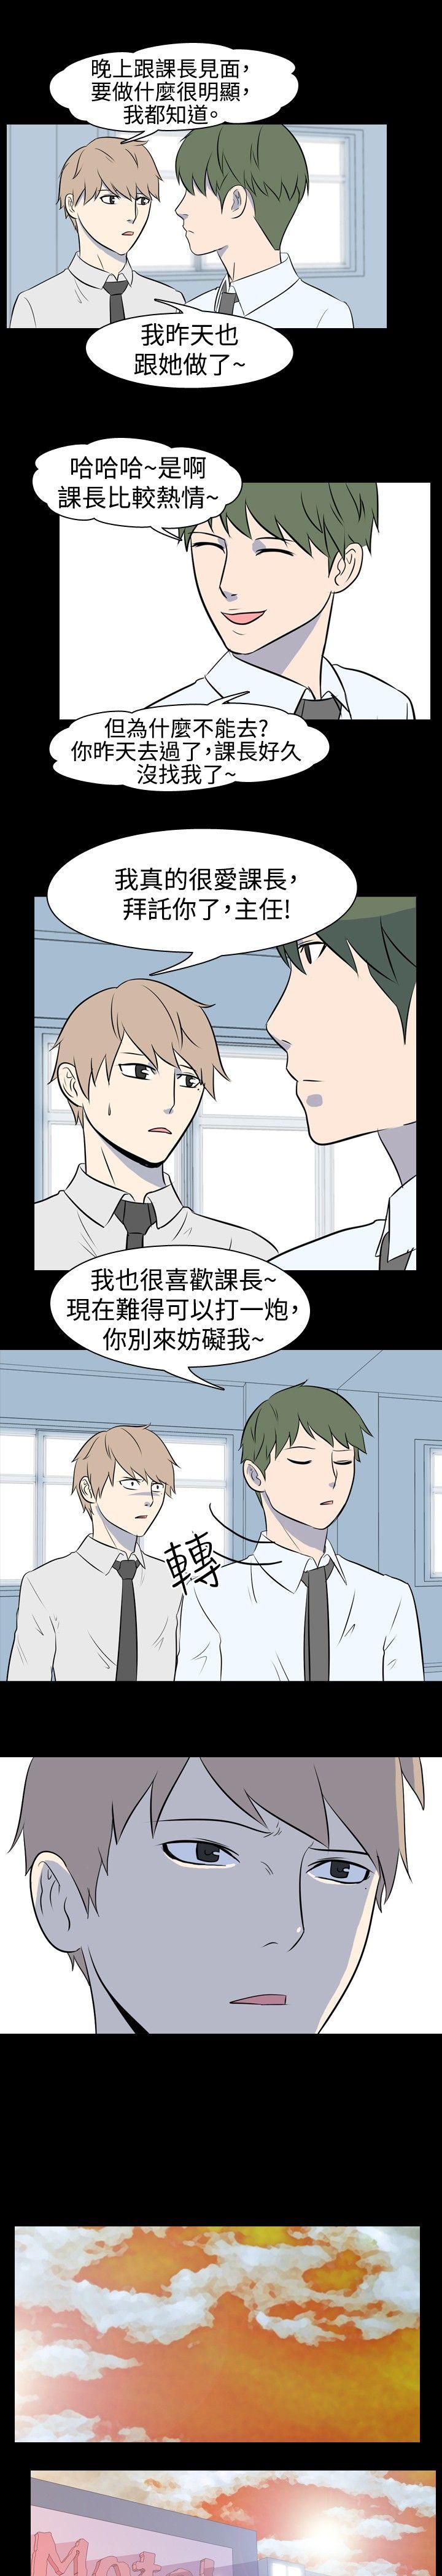 晚上跟課長見面，
要做什麼很明顯，
我都知道。
我昨天也
跟她做了~
哈哈哈~是啊
課長比較熱情~
但為什麼不能去?
你昨天去過了，課長好久
沒找我了~
我真的很愛課長，
拜託你了，主任!
我也很喜歡課長~
現在難得可以打一炮，
你別來妨礙我~
轉
Motel